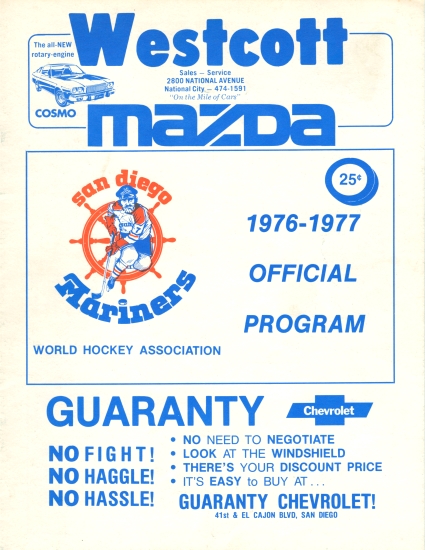 The all-NEW
rotary-engine
COSMO
Westcott
Sales – Service
2800 NATIONAL AVENUE
National City – 474-1591
"On the Mile of Cars"
mazda
san diego
Mariners
25¢
1976-1977
OFFICIAL
PROGRAM
WORLD HOCKEY ASSOCIATION
GUARANTY
Chevrolet
NO FIGHT!
NO HAGGLE!
NO HASSLE!
• NO NEED TO NEGOTIATE
• LOOK AT THE WINDSHIELD
• THERE'S YOUR DISCOUNT PRICE
• IT'S EASY to BUY AT . . .
GUARANTY CHEVROLET!
41st & EL CAJON BLVD, SAN DIEGO